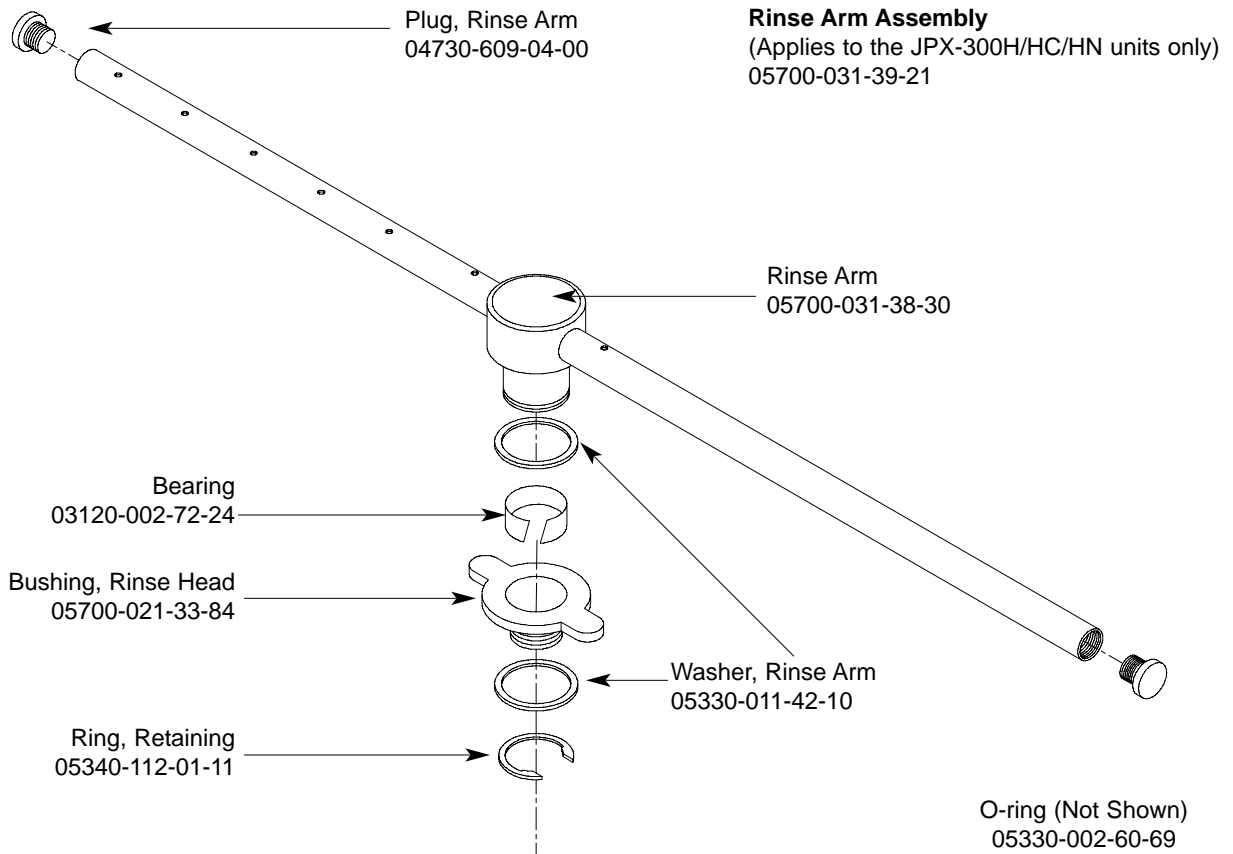 Plug, Rinse Arm
04730-609-04-00
Rinse Arm Assembly
(Applies to the JPX-300H/HC/HN units only)
05700-031-39-21
Rinse Arm
05700-031-38-30
Bearing
03120-002-72-24
Bushing, Rinse Head
05700-021-33-84
Washer, Rinse Arm
05330-011-42-10
Ring, Retaining
05340-112-01-11
O-ring (Not Shown)
05330-002-60-69